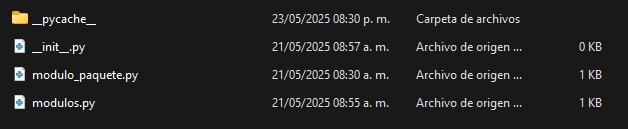 __pycache__ 23/05/2025 08:30 p. m. Carpeta de archivos
__init__.py 21/05/2025 08:57 a. m. Archivo de origen ... 0 KB
modulo_paquete.py 21/05/2025 08:30 a. m. Archivo de origen ... 1 KB
modulos.py 21/05/2025 08:55 a. m. Archivo de origen ... 1 KB